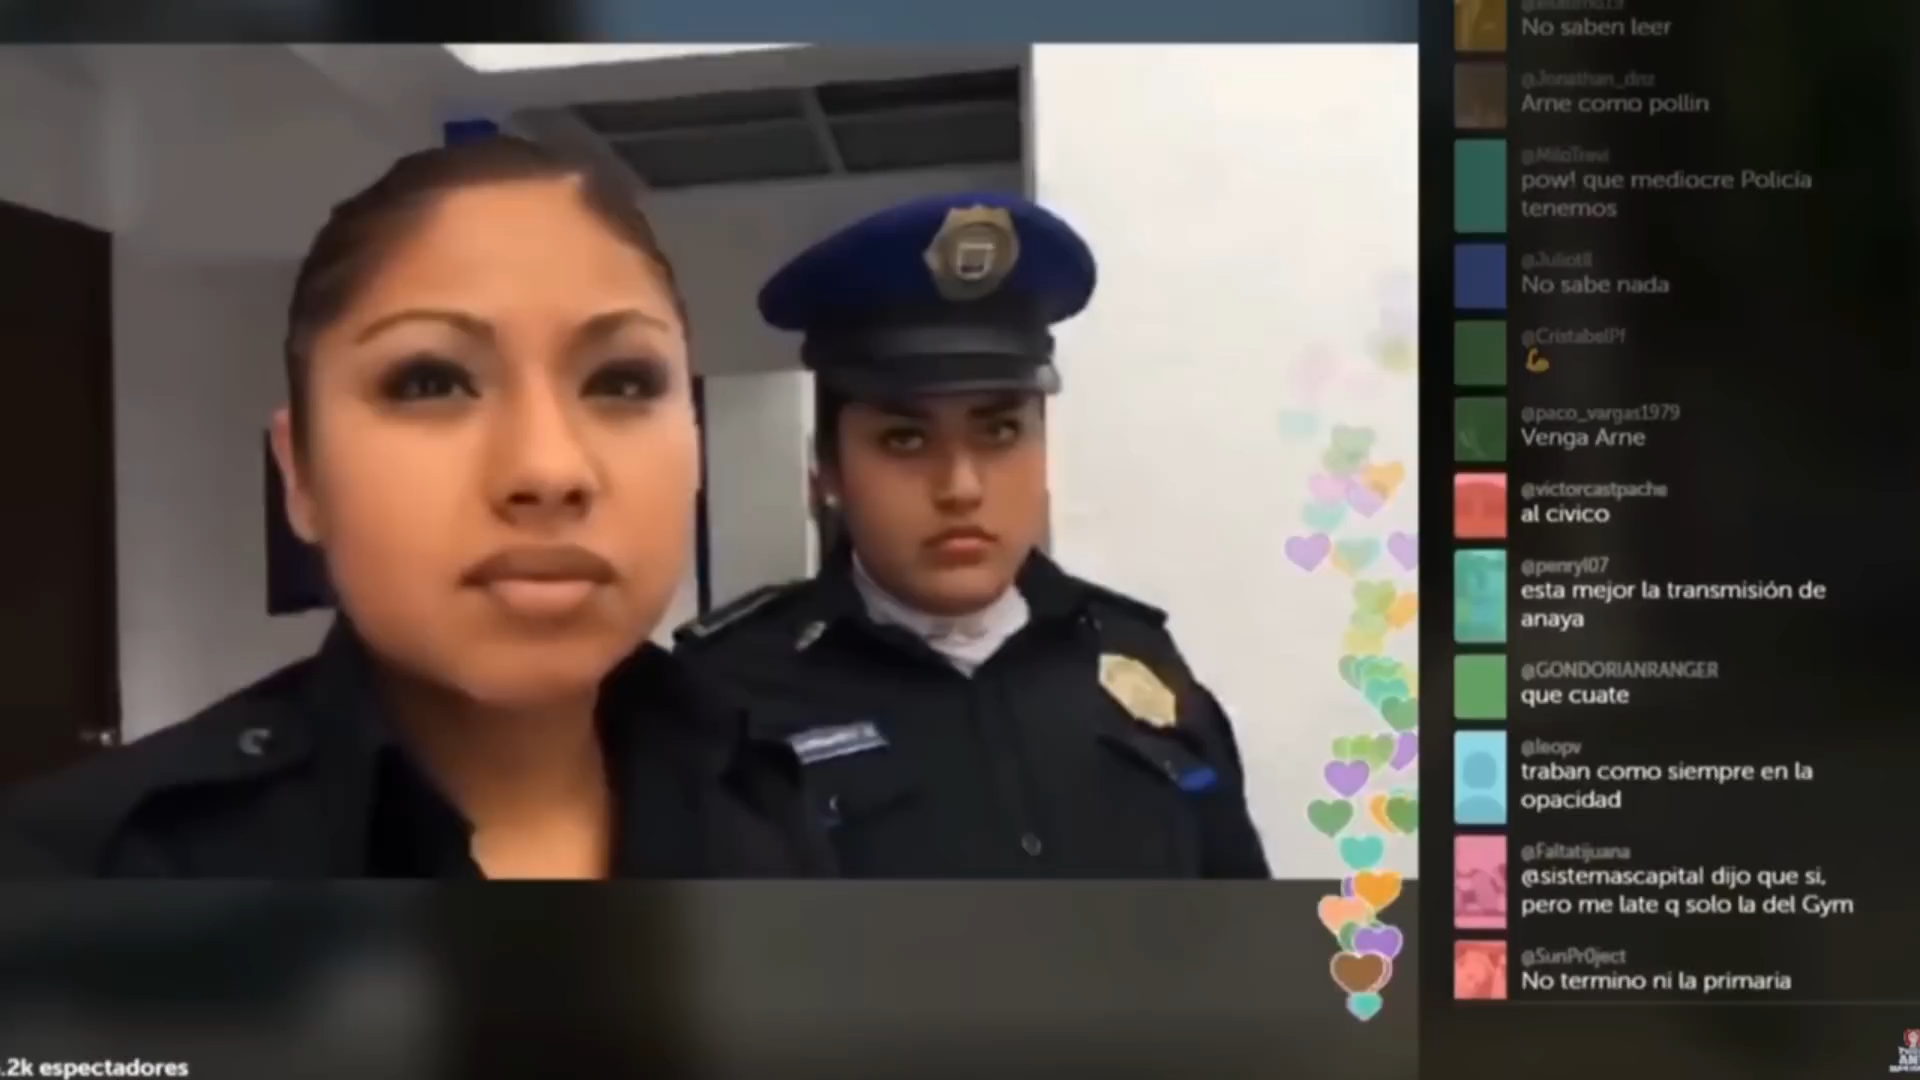 No saben leer
@Jonathan_dnz
Arne como pollin
@MilaTrevi
pow! que mediocre Policía
tenemos
No sabe nada
@CristabelPf
@paco_vargas1979
Venga Arne
@victorcastpache
al civico
@penryl07
esta mejor la transmisión de
anaya
@GONDORIANRANGER
que cuate
@leopv
traban como siempre en la
opacidad
@Faltatijuana
@sistemascapital dijo que si,
pero me late q solo la del Gym
@SunPr0ject
No termino ni la primaria
.2k espectadores